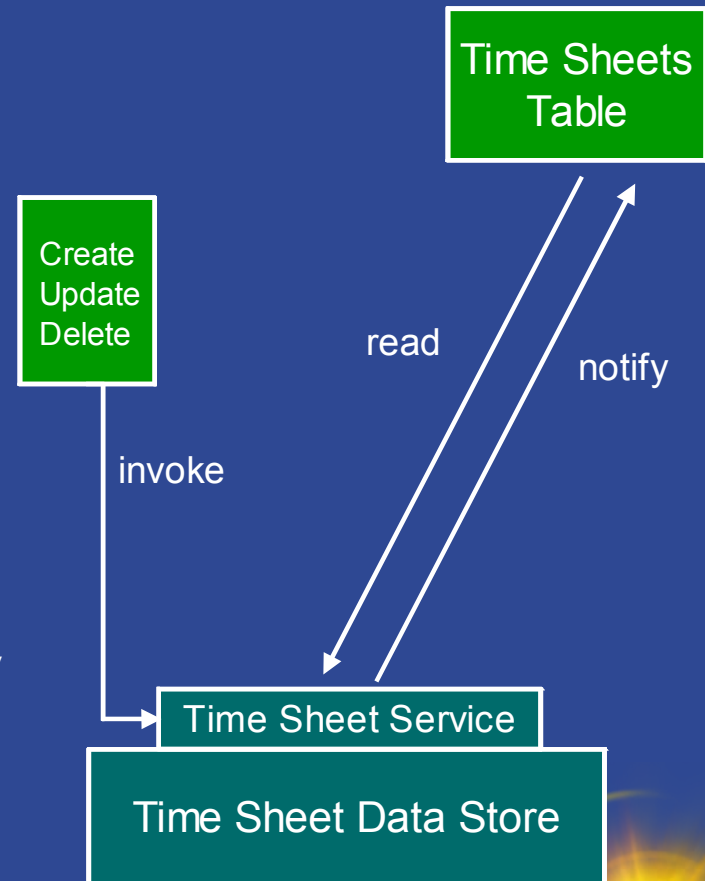 Time Sheets
Table
Create
Update
Delete
read
notify
invoke
Time Sheet Service
Time Sheet Data Store